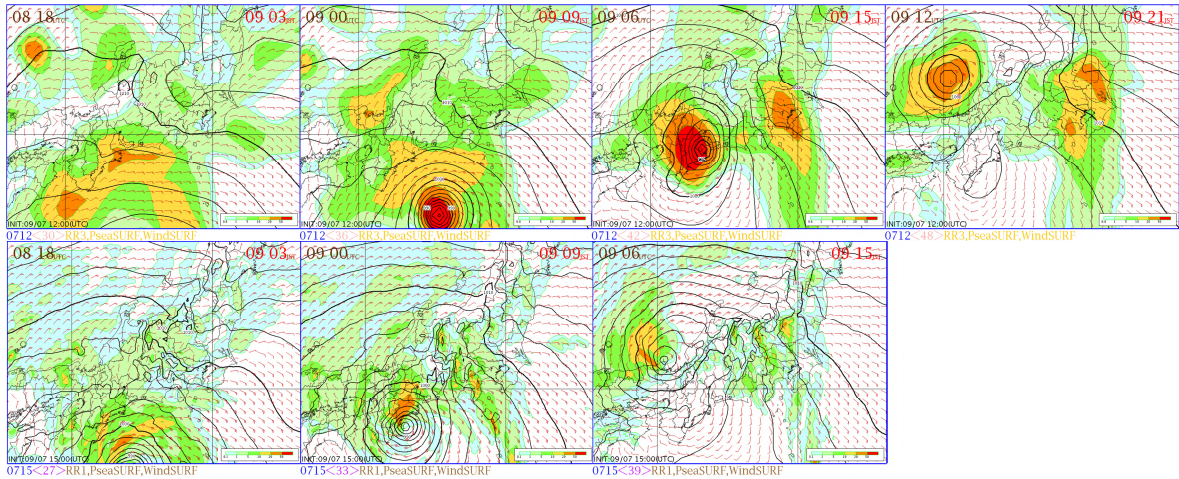 08 18UTC 09 03JST
09 00UTC 09 09JST
09 06UTC 09 15JST
09 12UTC 09 21JST
INIT:09/07 12:00(UTC)
INIT:09/07 12:00(UTC)
INIT:09/07 12:00(UTC)
INIT:09/07 12:00(UTC)
0712 <30>RR3,PseaSURF,WindSURF
0712 <36>RR3,PseaSURF,WindSURF
0712 <42>RR3,PseaSURF,WindSURF
0712 <48>RR3,PseaSURF,WindSURF
08 18UTC 09 03JST
09 00UTC 09 09JST
09 06UTC 09 15JST
INIT:09/07 15:00(UTC)
INIT:09/07 15:00(UTC)
INIT:09/07 15:00(UTC)
0715<27>RR1,PseaSURF,WindSURF
0715<33>RR1,PseaSURF,WindSURF
0715<39>RR1,PseaSURF,WindSURF